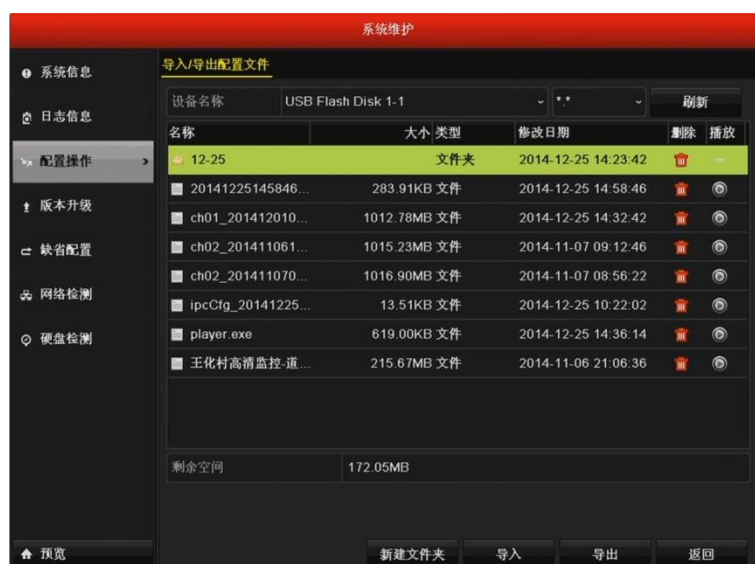 系统维护
系统信息
日志信息
配置操作
版本升级
缺省配置
网络检测
硬盘检测
导入/导出配置文件
设备名称 USB Flash Disk 1-1 *.* 刷新
名称 大小 类型 修改日期 删除 播放
12-25 文件夹 2014-12-25 14:23:42
20141225145846... 283.91KB 文件 2014-12-25 14:58:46
ch01_201412010... 1012.78MB 文件 2014-12-25 14:32:42
ch02_201411061... 1015.23MB 文件 2014-11-07 09:12:46
ch02_201411070... 1016.90MB 文件 2014-11-07 08:56:22
ipcCfg_20141225... 13.51KB 文件 2014-12-25 10:22:02
player.exe 619.00KB 文件 2014-12-25 14:36:14
王化村高清监控-道... 215.67MB 文件 2014-11-06 21:06:36
剩余空间 172.05MB
预览 新建文件夹 导入 导出 返回